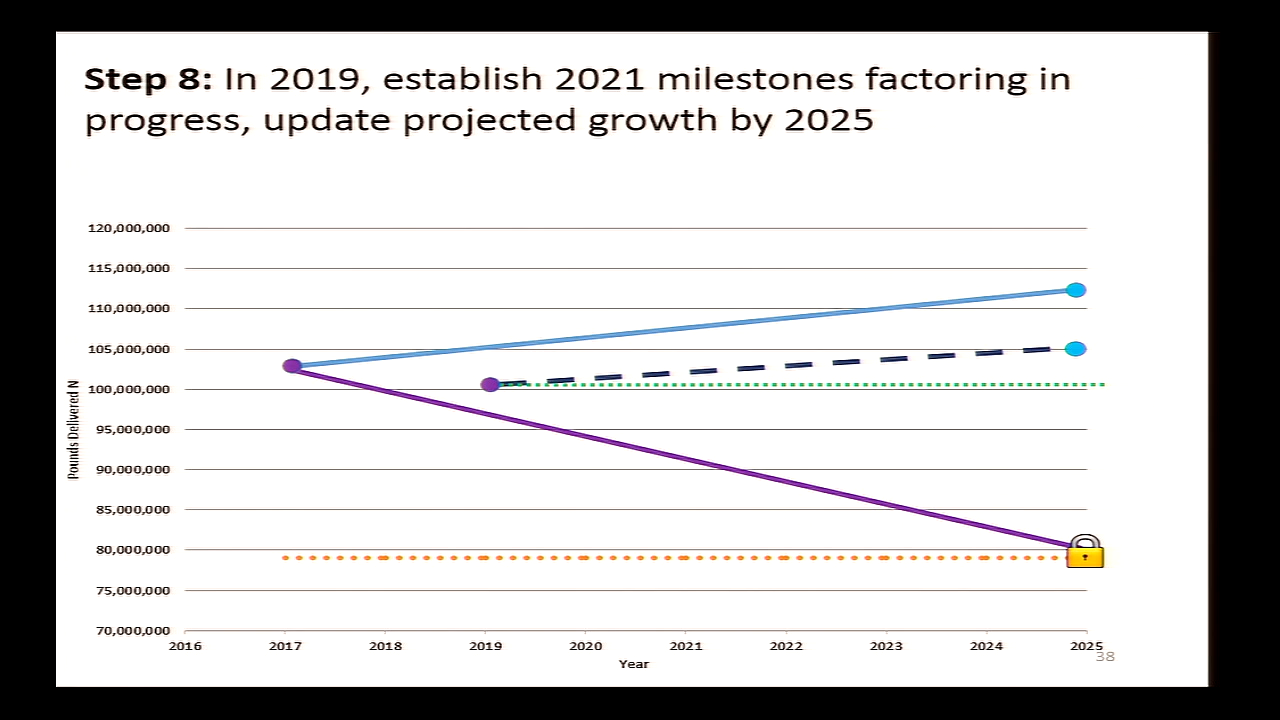 Step 8: In 2019, establish 2021 milestones factoring in
progress, update projected growth by 2025
120,000,000
115,000,000
110,000,000
105,000,000
100,000,000
95,000,000
90,000,000
85,000,000
80,000,000
75,000,000
70,000,000
Pounds Delivered N
2016 2017 2018 2019 2020 2021 2022 2023 2024 2025
Year
38